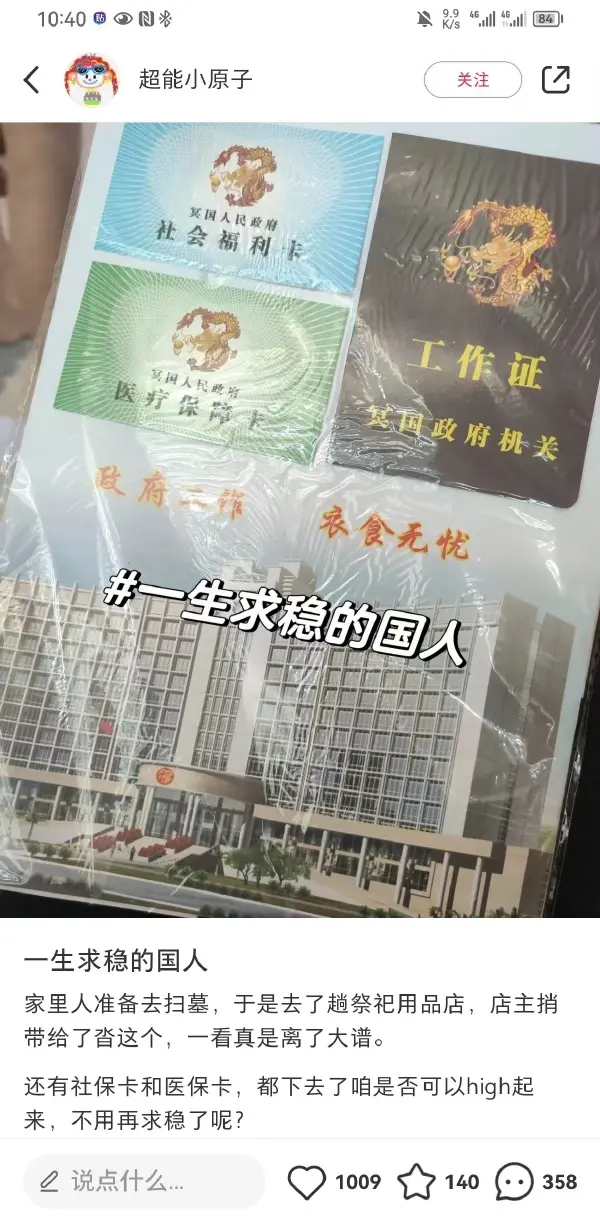 10:40
9.9
K/s
4G
4G
84
超能小原子
关注
冥国人民政府
社会福利卡
冥国人民政府
医疗保障卡
工作证
冥国政府机关
政府工作 衣食无忧
#一生求稳的国人
一生求稳的国人
家里人准备去扫墓，于是去了趟祭祀用品店，店主捎
带给了沓这个，一看真是离了大谱。
还有社保卡和医保卡，都下去了咱是否可以high起
来，不用再求稳了呢？
说点什么...
1009
140
358